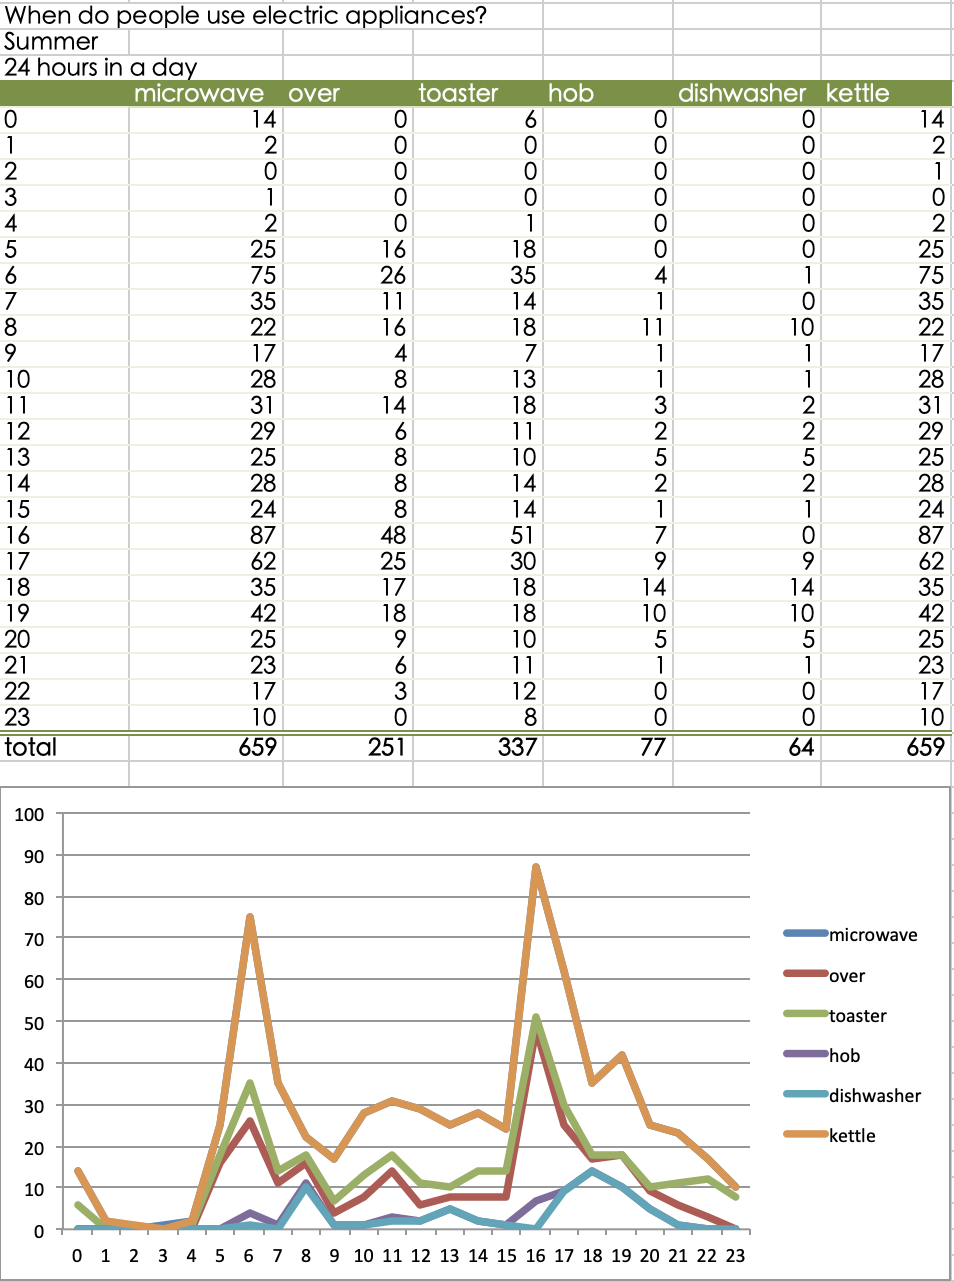 When do people use electric appliances?
Summer
24 hours in a day
microwave over toaster hob dishwasher kettle
0 14 0 6 0 0 14
1 2 0 0 0 0 2
2 0 0 0 0 0 1
3 1 0 0 0 0 0
4 2 0 1 0 0 2
5 25 16 18 0 0 25
6 75 26 35 4 1 75
7 35 11 14 1 0 35
8 22 16 18 11 10 22
9 17 4 7 1 1 17
10 28 8 13 1 1 28
11 31 14 18 3 2 31
12 29 6 11 2 2 29
13 25 8 10 5 5 25
14 28 8 14 2 2 28
15 24 8 14 1 1 24
16 87 48 51 7 0 87
17 62 25 30 9 9 62
18 35 17 18 14 14 35
19 42 18 18 10 10 42
20 25 9 10 5 5 25
21 23 6 11 1 1 23
22 17 3 12 0 0 17
23 10 0 8 0 0 10
total 659 251 337 77 64 659
100
90
80
70
60
50
40
30
20
10
0
0 1 2 3 4 5 6 7 8 9 10 11 12 13 14 15 16 17 18 19 20 21 22 23
microwave
over
toaster
hob
dishwasher
kettle